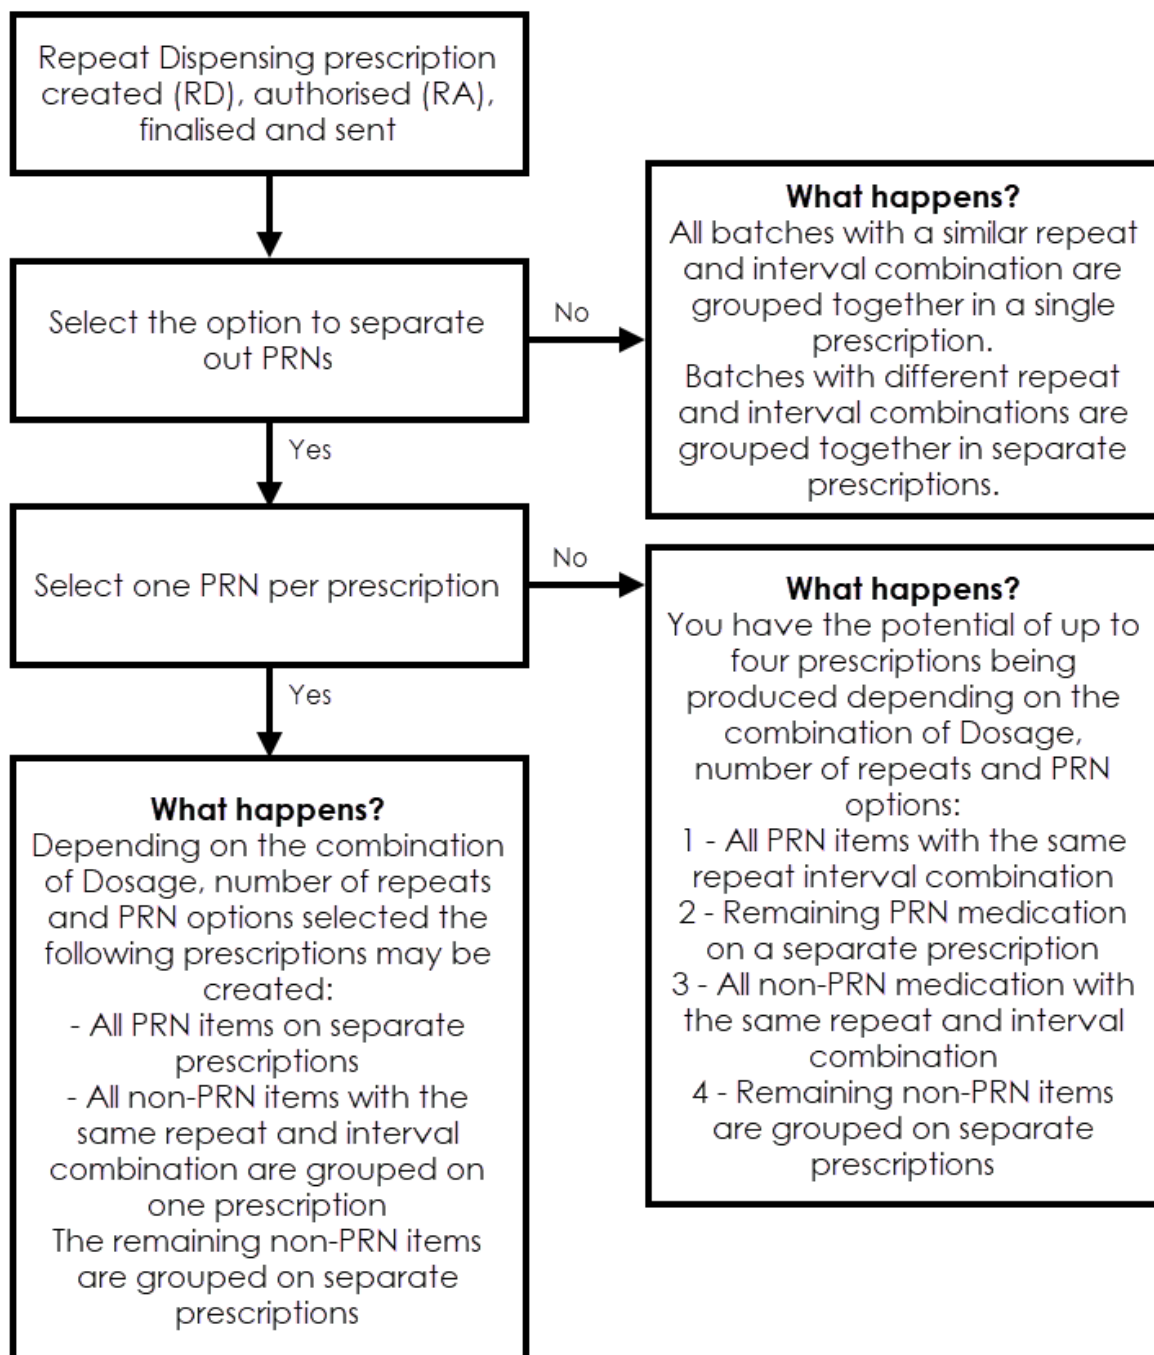 Repeat Dispensing prescription
created (RD), authorised (RA),
finalised and sent
Select the option to separate
out PRNs
No
What happens?
All batches with a similar repeat
and interval combination are
grouped together in a single
prescription.
Batches with different repeat
and interval combinations are
grouped together in separate
prescriptions.
Yes
Select one PRN per prescription
No
What happens?
You have the potential of up to
four prescriptions being
produced depending on the
combination of Dosage,
number of repeats and PRN
options:
1 - All PRN items with the same
repeat interval combination
2 - Remaining PRN medication
on a separate prescription
3 - All non-PRN medication with
the same repeat and interval
combination
4 - Remaining non-PRN items
are grouped on separate
prescriptions
Yes
What happens?
Depending on the combination
of Dosage, number of repeats
and PRN options selected the
following prescriptions may be
created:
- All PRN items on separate
prescriptions
- All non-PRN items with the
same repeat and interval
combination are grouped on
one prescription
The remaining non-PRN items
are grouped on separate
prescriptions